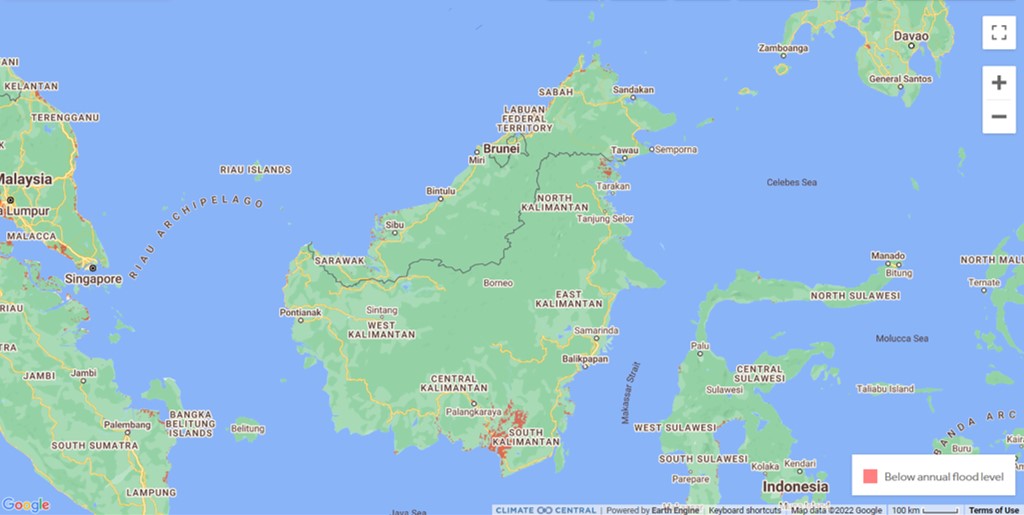 Davao
Zamboanga
General Santos
ANI
KELANTAN
TERENGGANU
SABAH
Sandakan
LABUAN
FEDERAL
TERRITORY
Brunei
Miri
Tawau
Semporna
RIAU ISLANDS
Malaysia
a Lumpur
MALACCA
RIAU ARCHIPELAGO
Singapore
Bintulu
Sibu
SARAWAK
Tarakan
NORTH
KALIMANTAN
Tanjung Selor
Celebes Sea
Borneo
EAST
KALIMANTAN
Manado
Bitung
NORTH MALU
Ternate
NORTH SULAWESI
RIAU
Pontianak
Sintang
WEST
KALIMANTAN
Samarinda
Balikpapan
Makassar Strait
Palu
Molucca Sea
TRA
JAMBI
Jambi
CENTRAL
KALIMANTAN
Palangkaraya
CENTRAL
SULAWESI
Sulawesi
Taliabu Island
BANGKA
BELITUNG
ISLANDS
Belitung
Palembang
SOUTH SUMATRA
SOUTH
KALIMANTAN
WEST SULAWESI
BANDA ARC
Buru
SOUTH SULAWESI
Kolaka
Kendari
Parepare
Indonesia
LAMPUNG
Java Sea
Below annual flood level
Google
CLIMATE CENTRAL | Powered by Earth Engine
Keyboard shortcuts
Map data ©2022 Google
100 km
Terms of Use